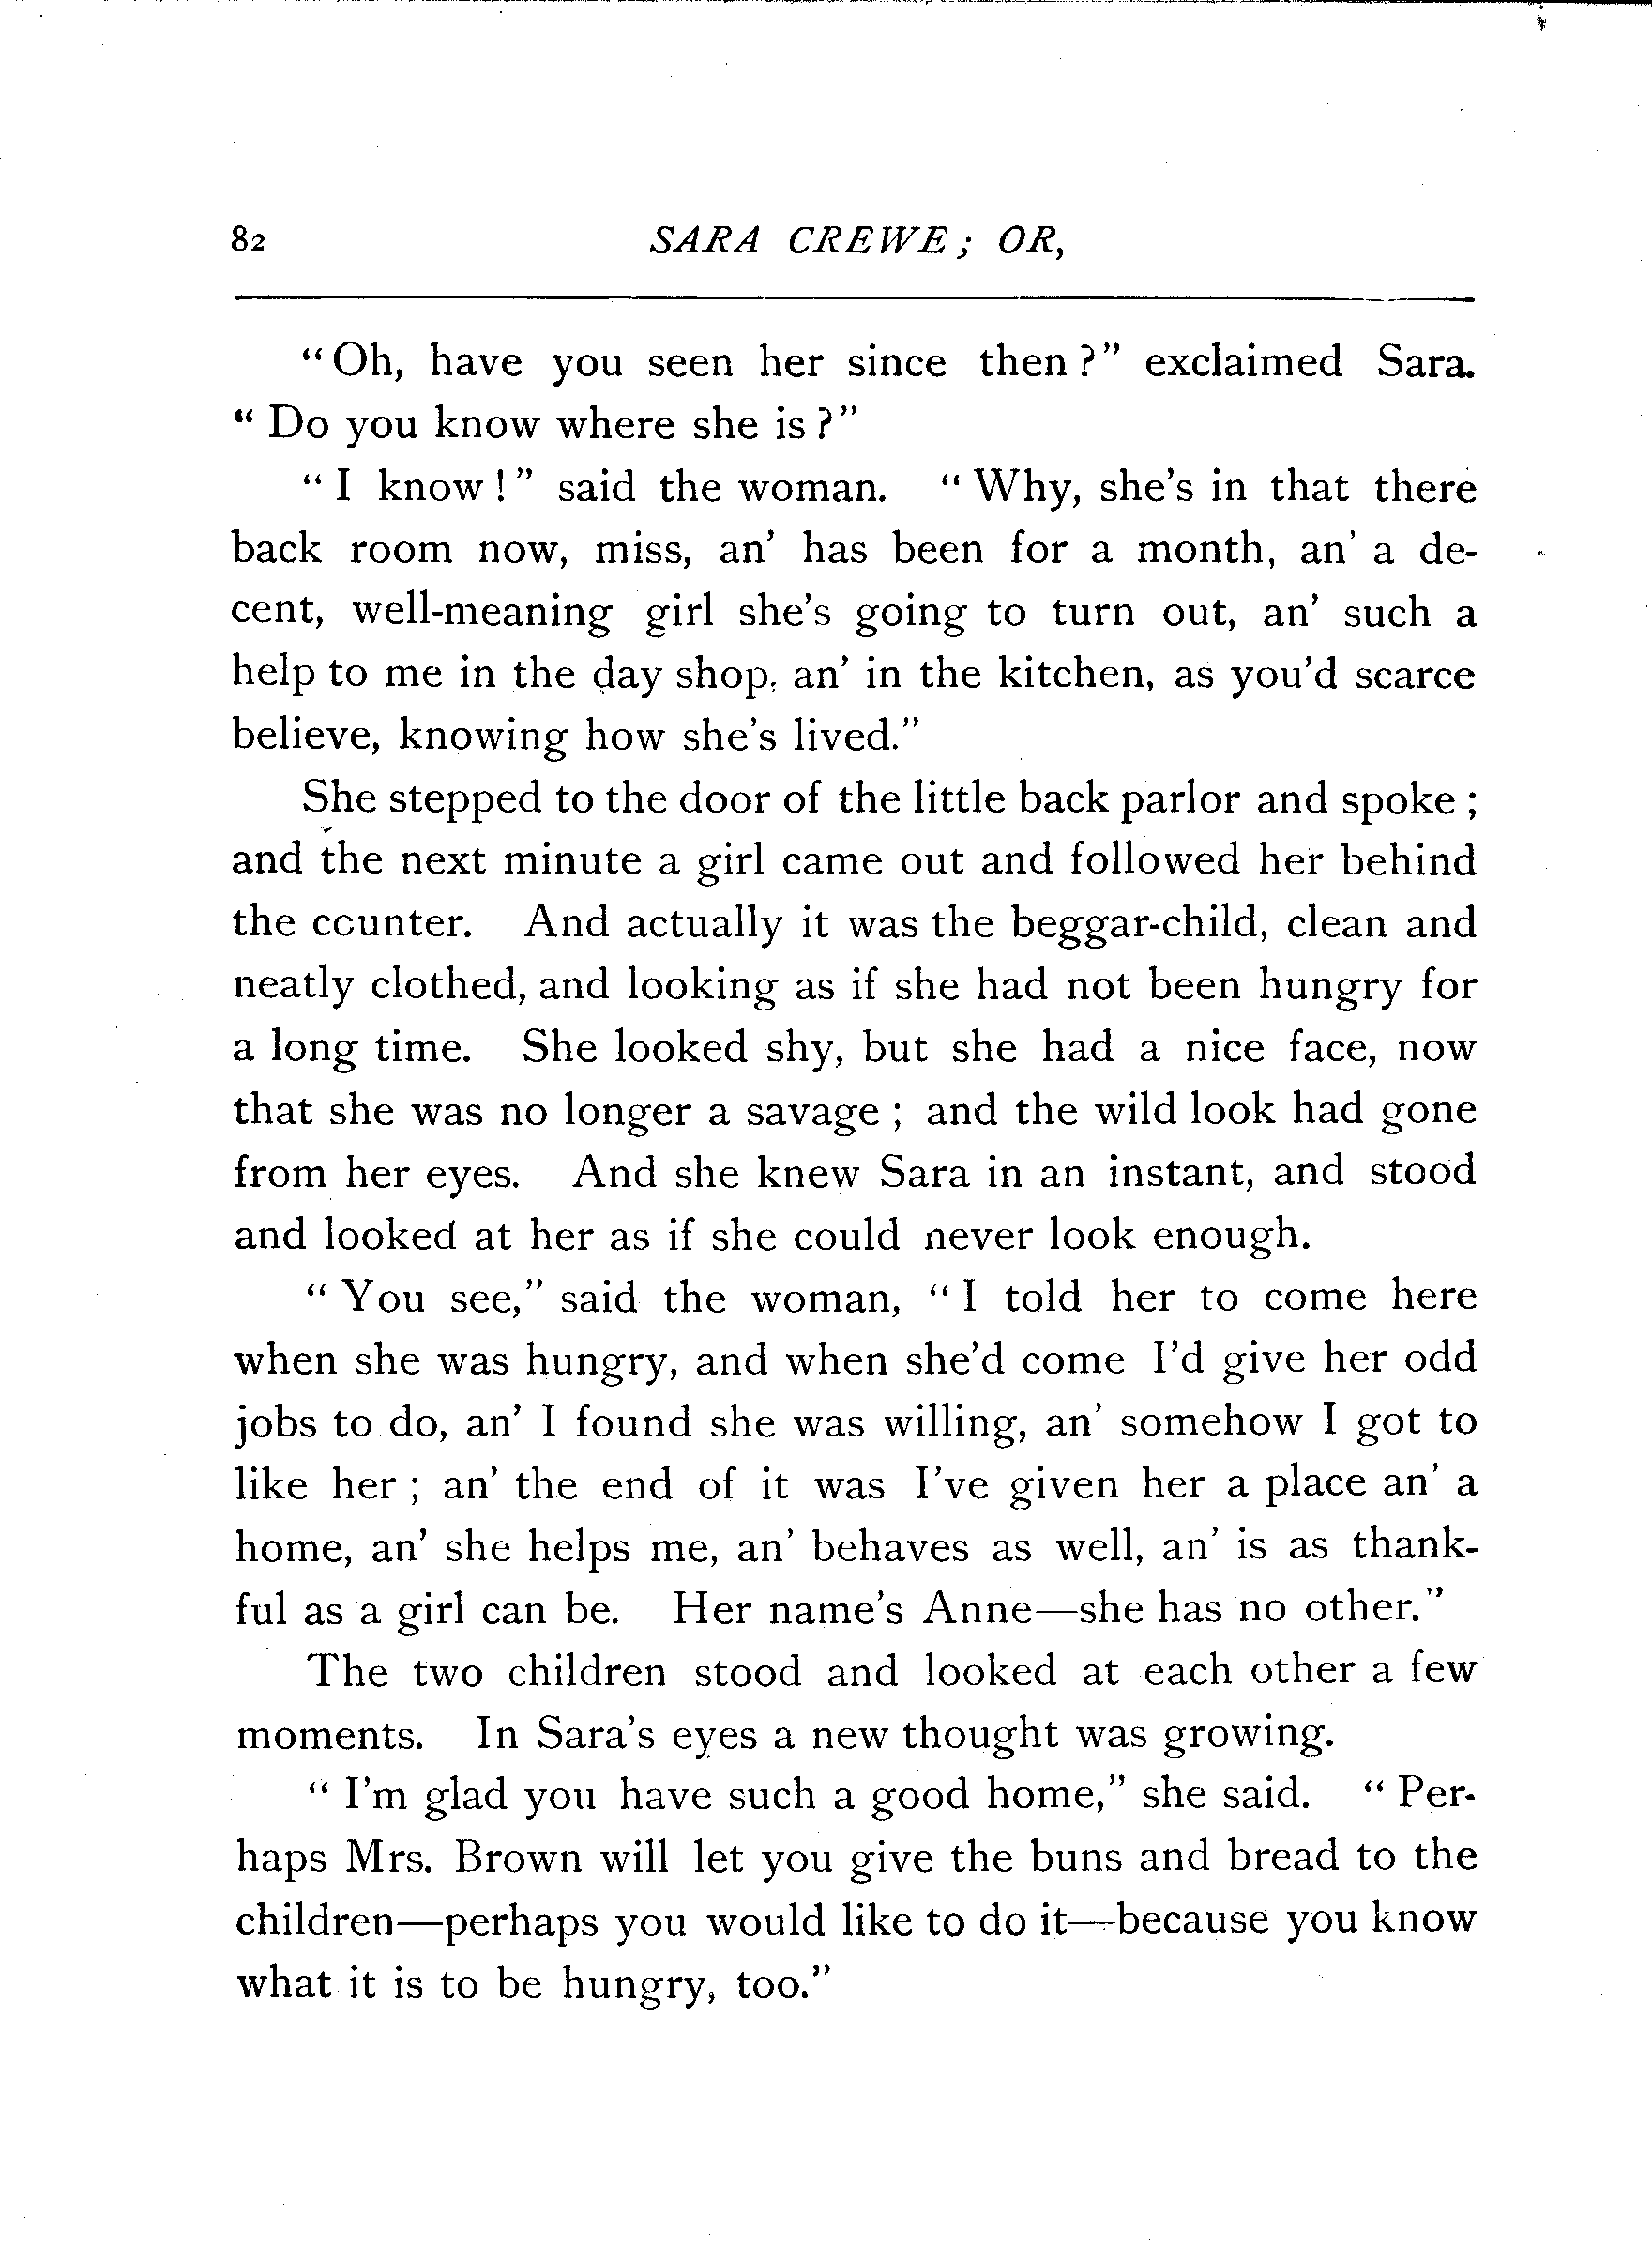 82 SARA CREWE; OR,
"Oh, have you seen her since then?" exclaimed Sara.
"Do you know where she is?"
"I know!" said the woman. "Why, she's in that there
back room now, miss, an' has been for a month, an' a de-
cent, well-meaning girl she's going to turn out, an' such a
help to me in the day shop, an' in the kitchen, as you'd scarce
believe, knowing how she's lived."
She stepped to the door of the little back parlor and spoke;
and the next minute a girl came out and followed her behind
the counter. And actually it was the beggar-child, clean and
neatly clothed, and looking as if she had not been hungry for
a long time. She looked shy, but she had a nice face, now
that she was no longer a savage; and the wild look had gone
from her eyes. And she knew Sara in an instant, and stood
and looked at her as if she could never look enough.
"You see," said the woman, "I told her to come here
when she was hungry, and when she'd come I'd give her odd
jobs to do, an' I found she was willing, an' somehow I got to
like her; an' the end of it was I've given her a place an' a
home, an' she helps me, an' behaves as well, an' is as thank-
ful as a girl can be. Her name's Anne—she has no other."
The two children stood and looked at each other a few
moments. In Sara's eyes a new thought was growing.
"I'm glad you have such a good home," she said. "Per-
haps Mrs. Brown will let you give the buns and bread to the
children—perhaps you would like to do it—because you know
what it is to be hungry, too."